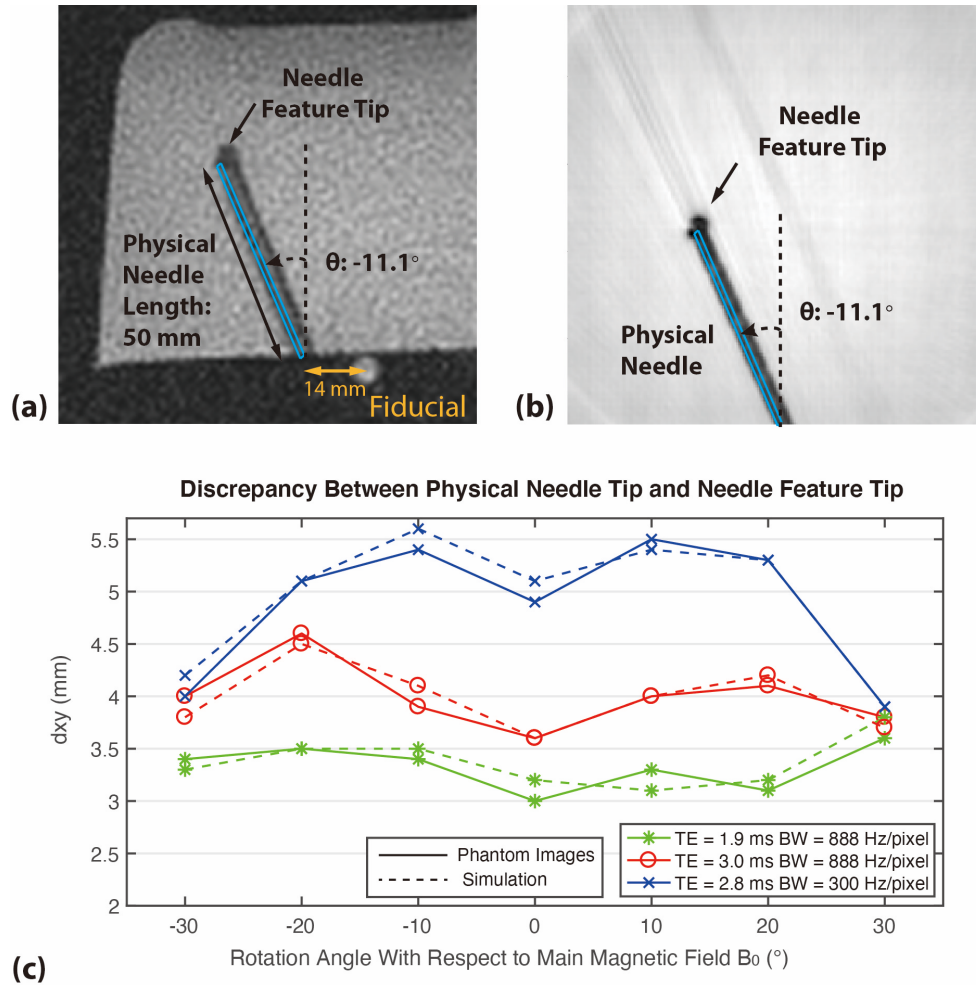 Needle
Feature Tip
θ: -11.1°
Physical
Needle
Length:
50 mm
14 mm
Fiducial
(a)
Needle
Feature Tip
θ: -11.1°
Physical
Needle
(b)
Discrepancy Between Physical Needle Tip and Needle Feature Tip
5.5
5
4.5
4
3.5
3
2.5
2
dxy (mm)
Phantom Images
Simulation
TE = 1.9 ms BW = 888 Hz/pixel
TE = 3.0 ms BW = 888 Hz/pixel
TE = 2.8 ms BW = 300 Hz/pixel
-30 -20 -10 0 10 20 30
Rotation Angle With Respect to Main Magnetic Field B₀ (°)
(c)